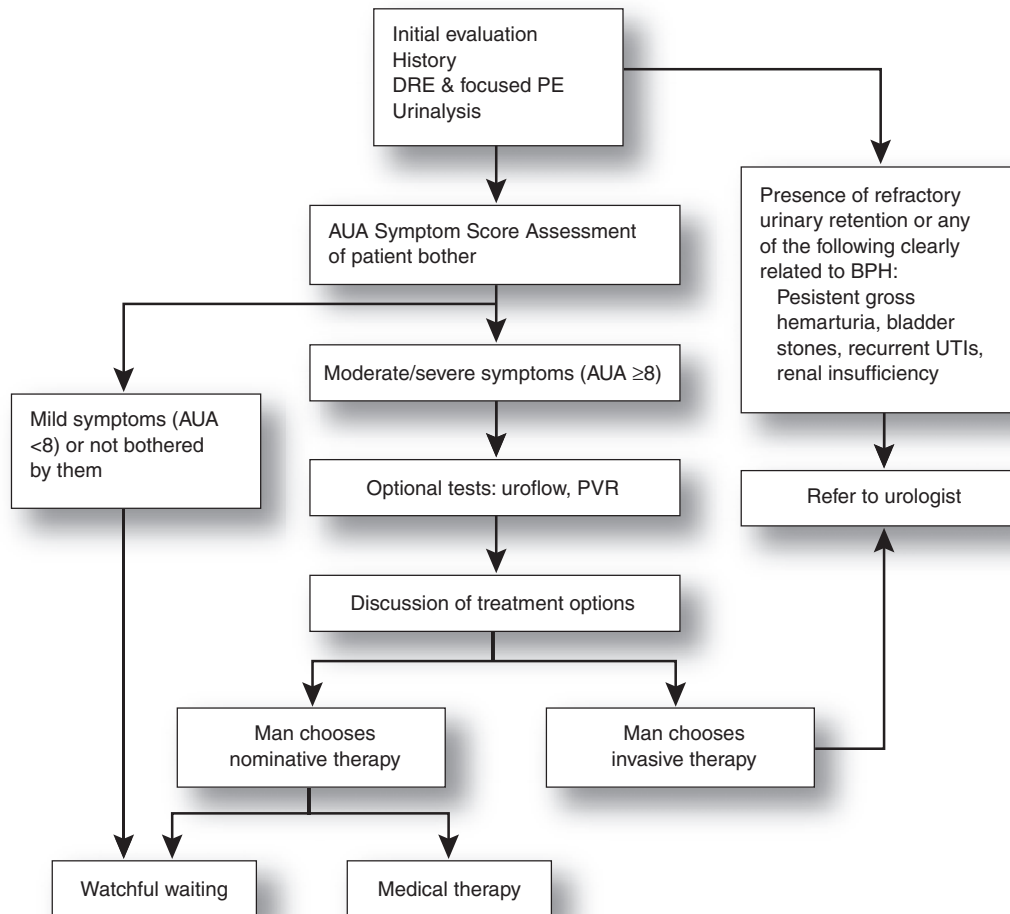 Initial evaluation
History
DRE & focused PE
Urinalysis
AUA Symptom Score Assessment
of patient bother
Presence of refractory
urinary retention or any
of the following clearly
related to BPH:
Pesistent gross
hemarturia, bladder
stones, recurrent UTIs,
renal insufficiency
Mild symptoms (AUA
<8) or not bothered
by them
Moderate/severe symptoms (AUA ≥8)
Optional tests: uroflow, PVR
Refer to urologist
Discussion of treatment options
Man chooses
nominative therapy
Man chooses
invasive therapy
Watchful waiting
Medical therapy